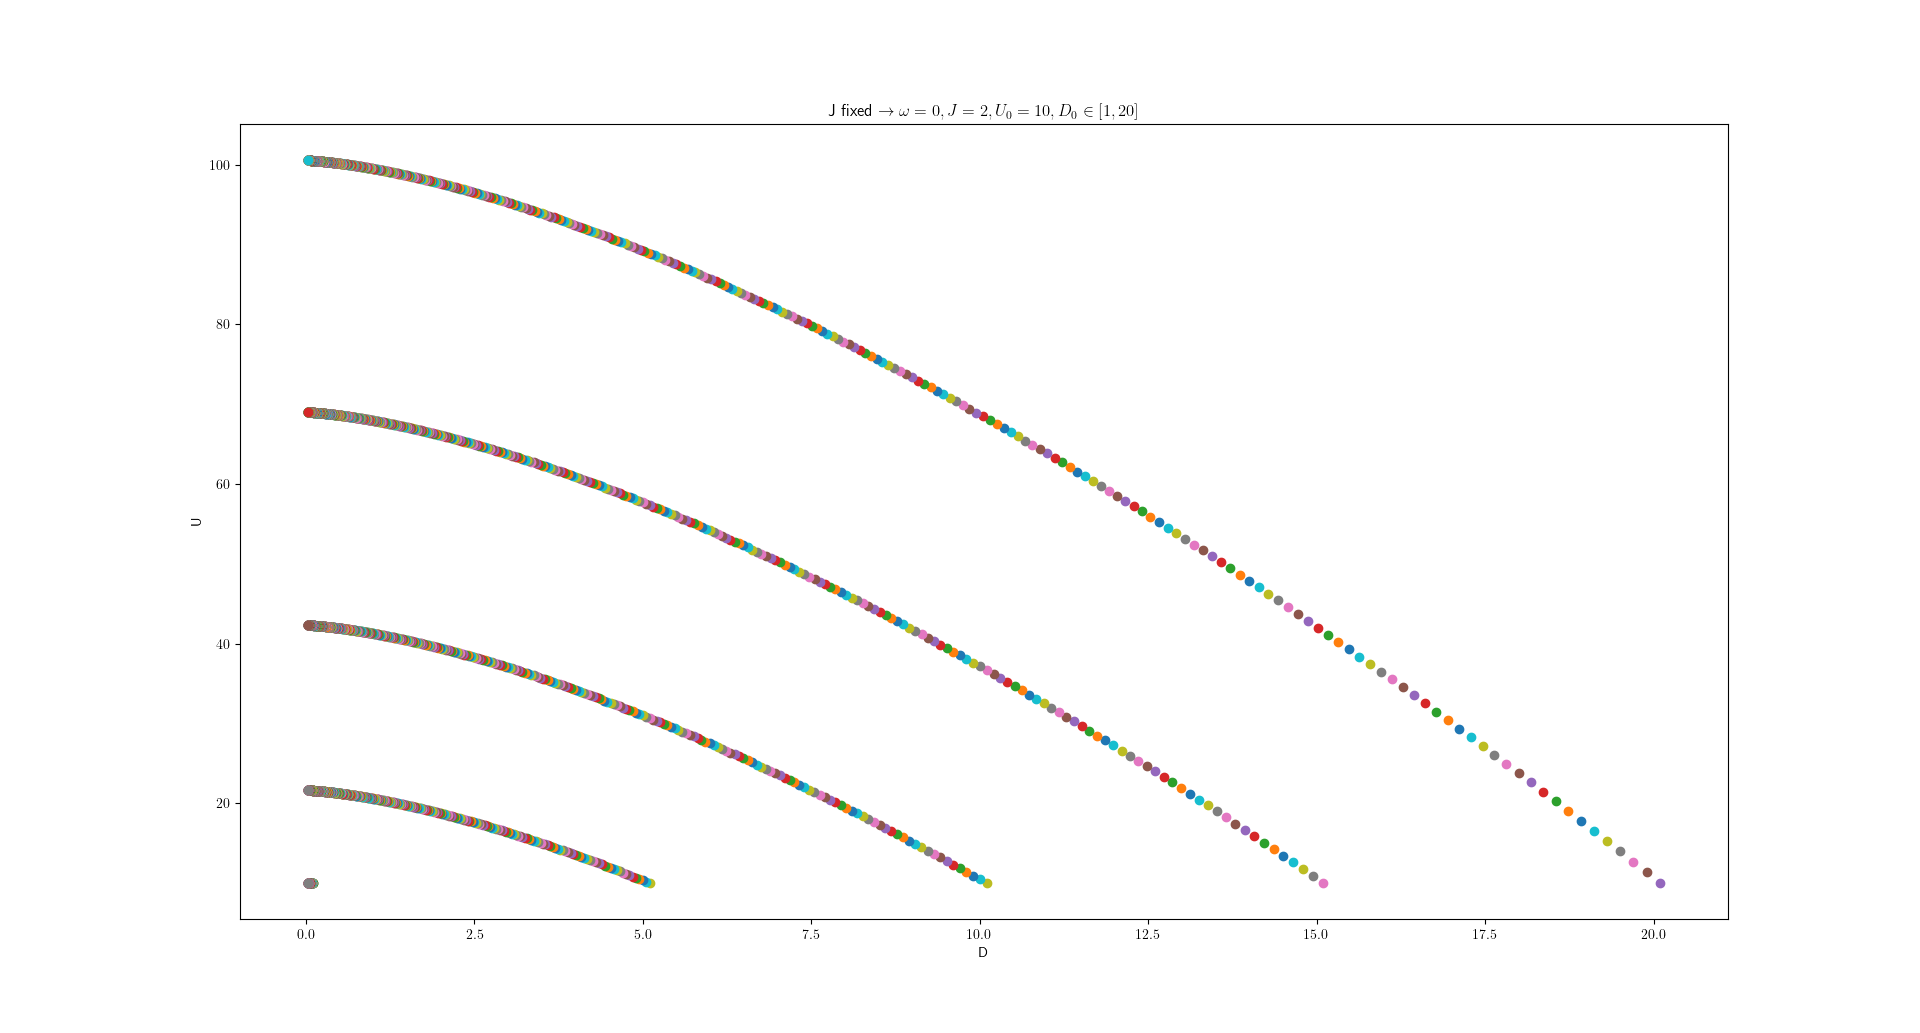 J fixed → ω = 0, J = 2, U₀ = 10, D₀ ∈ [1, 20]
100
80
60
40
20
U
0.0 2.5 5.0 7.5 10.0 12.5 15.0 17.5 20.0
D